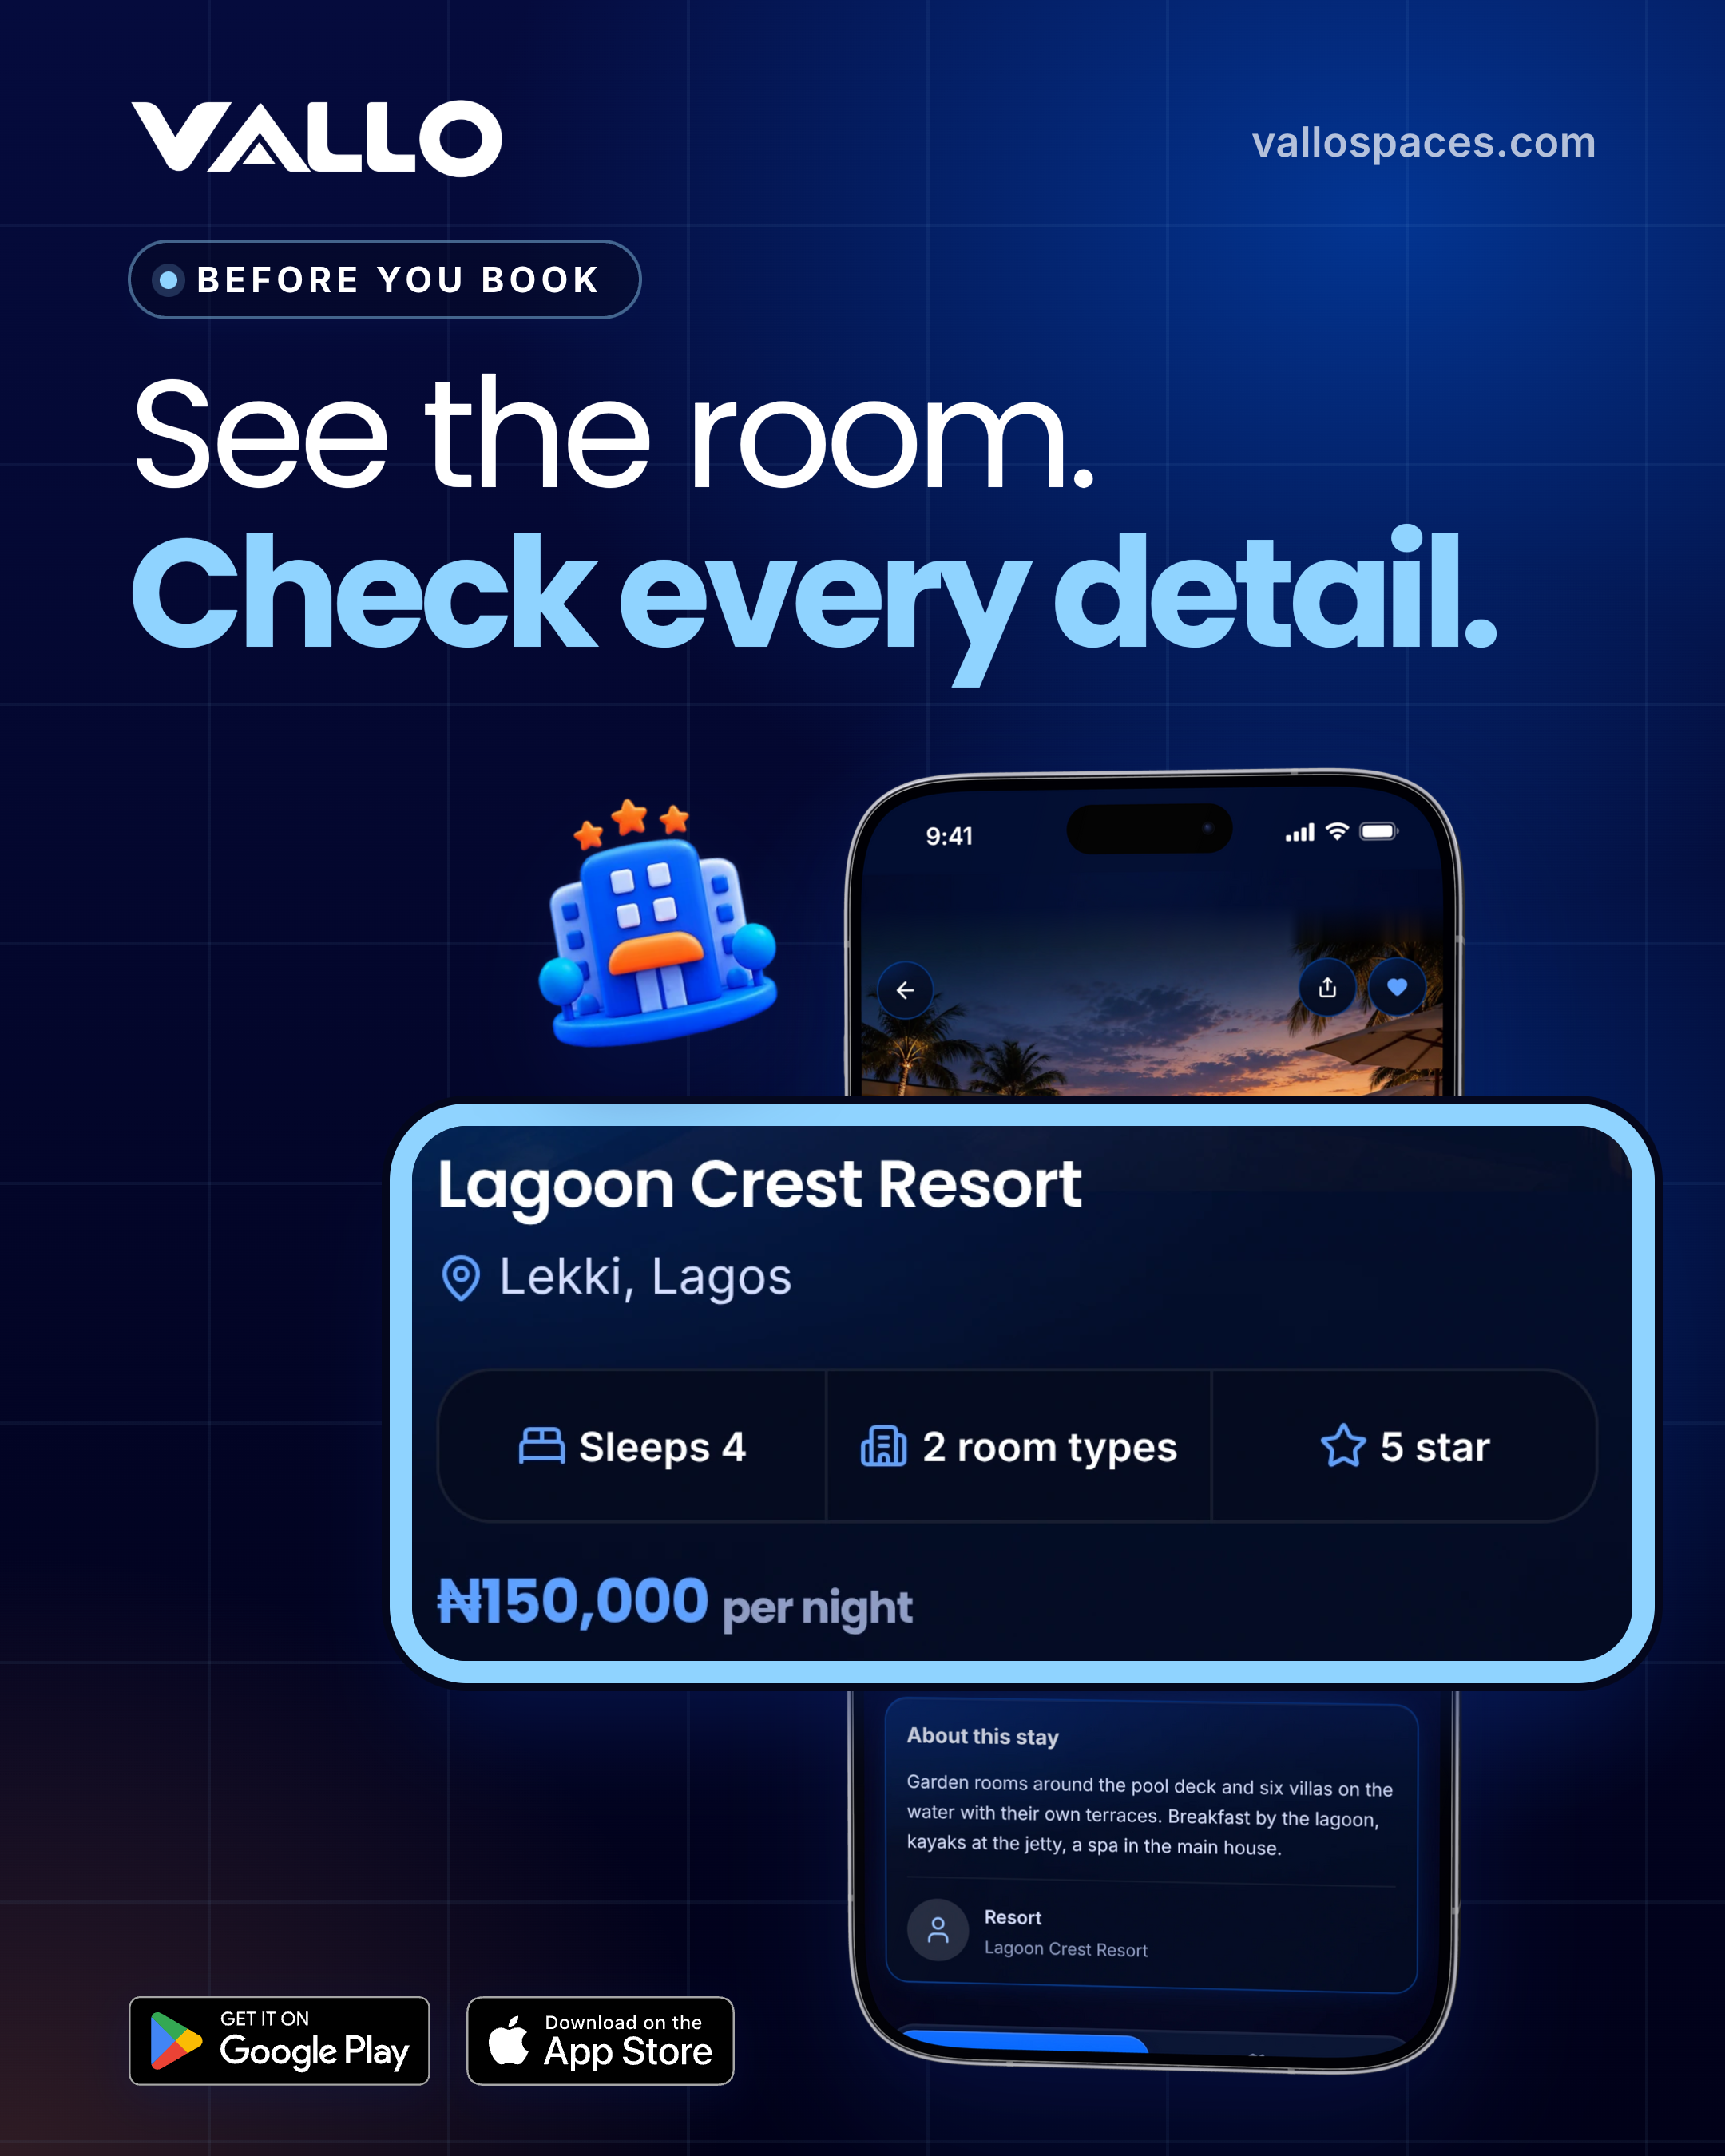 VALLO
vallospaces.com
BEFORE YOU BOOK
See the room.
Check every detail.
9:41
Lagoon Crest Resort
Lekki, Lagos
Sleeps 4
2 room types
5 star
₦150,000 per night
About this stay
Garden rooms around the pool deck and six villas on the
water with their own terraces. Breakfast by the lagoon,
kayaks at the jetty, a spa in the main house.
Resort
Lagoon Crest Resort
GET IT ON
Google Play
Download on the
App Store